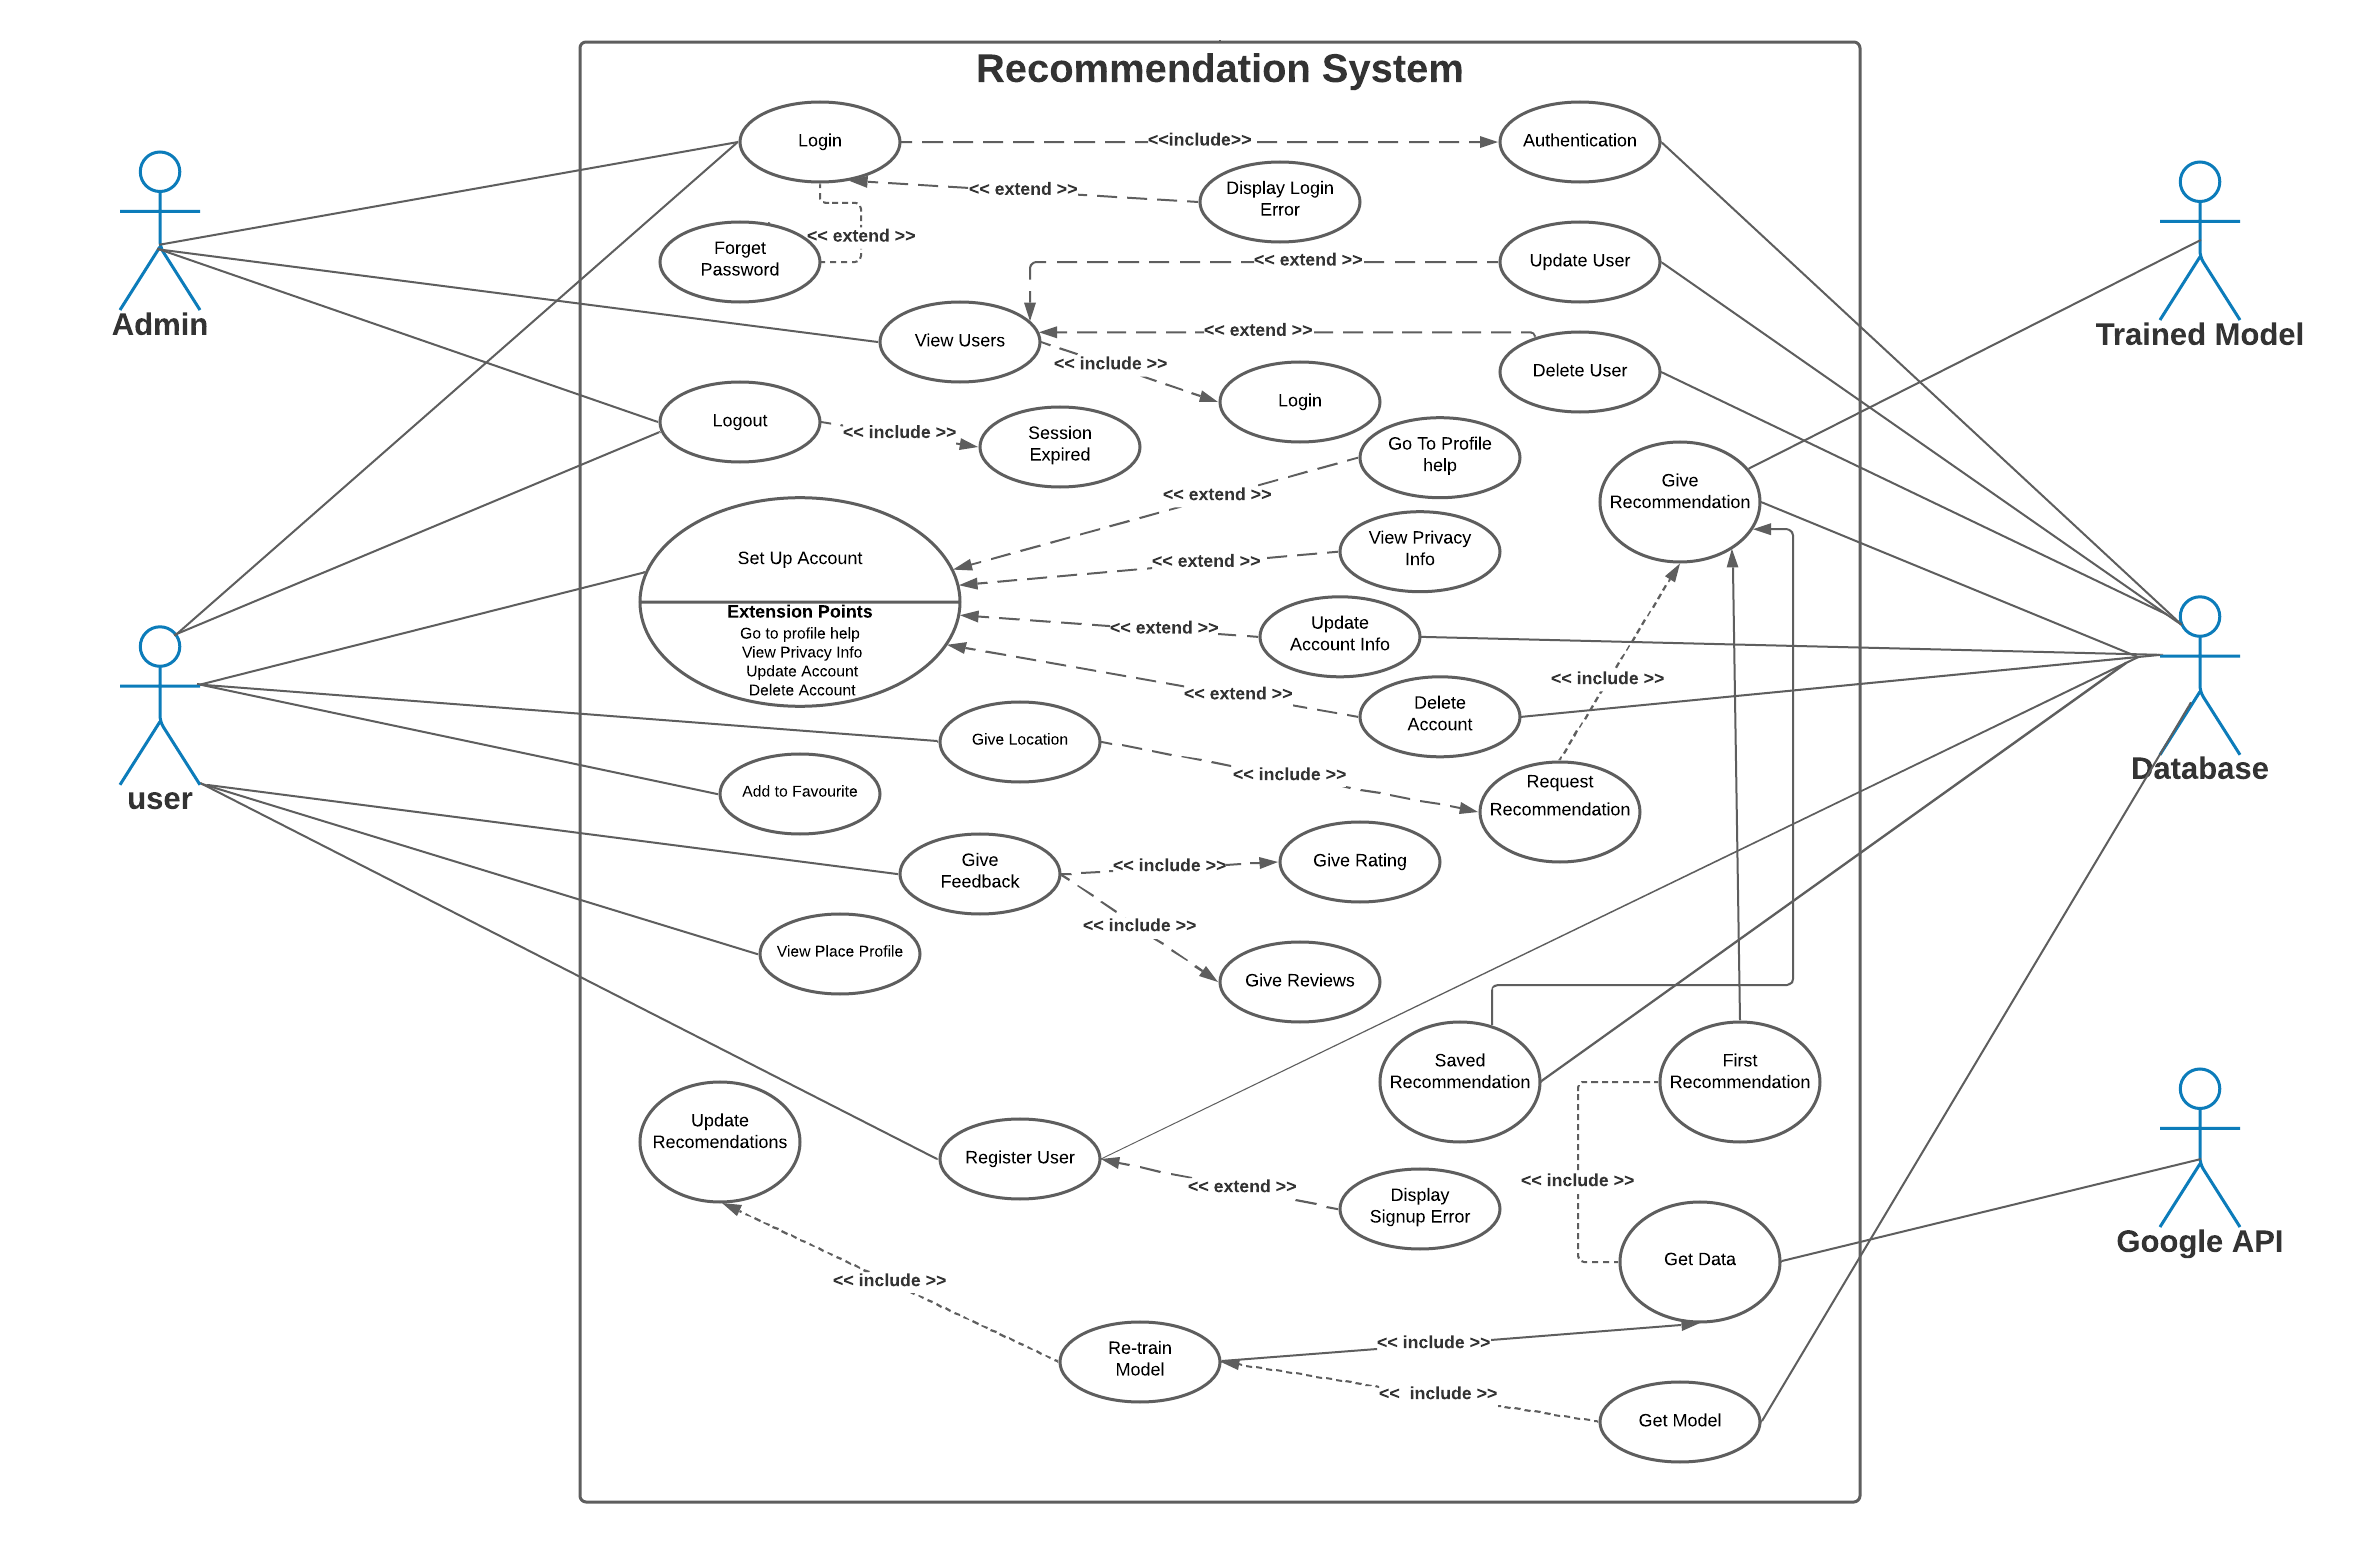 Recommendation System
Login
<<include>>
Authentication
<< extend >>
Display Login
Error
Forget
Password
<< extend >>
<< extend >>
Update User
View Users
<< extend >>
<< include >>
Delete User
Login
Logout
<< include >>
Session
Expired
Go To Profile
help
<< extend >>
Give
Recommendation
Set Up Account
Extension Points
Go to profile help
View Privacy Info
Update Account
Delete Account
<< extend >>
View Privacy
Info
<< extend >>
Update
Account Info
<< extend >>
Delete
Account
<< include >>
Give Location
<< include >>
Request
Recommendation
Add to Favourite
Give
Feedback
<< include >>
Give Rating
<< include >>
Give Reviews
View Place Profile
Saved
Recommendation
First
Recommendation
Update
Recomendations
Register User
<< extend >>
Display
Signup Error
<< include >>
Get Data
<< include >>
Re-train
Model
<< include >>
<<  include >>
Get Model
Admin
user
Trained Model
Database
Google API